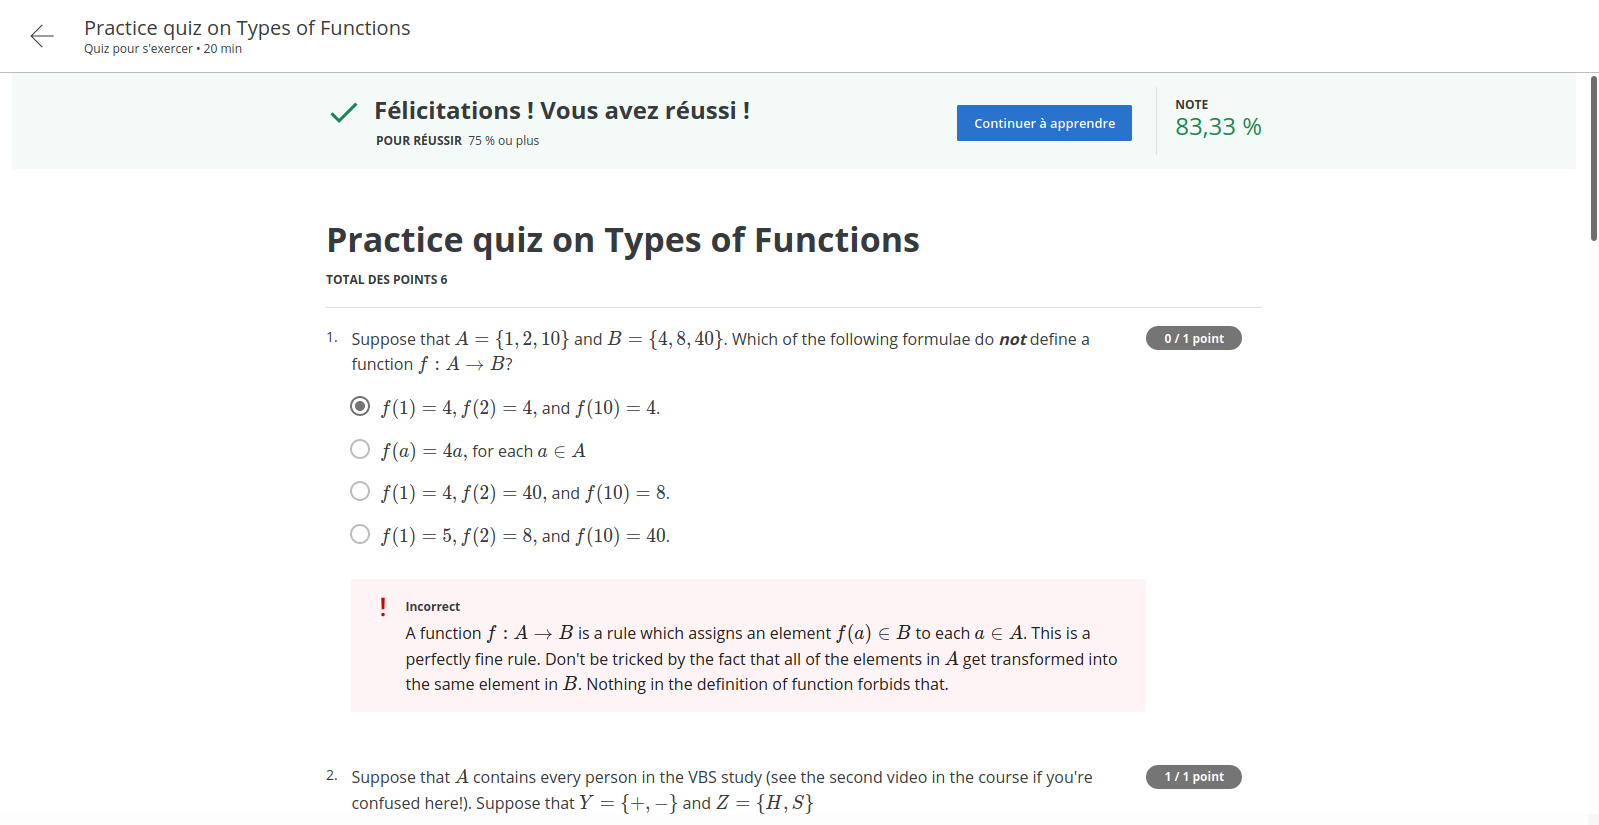 Practice quiz on Types of Functions
Quiz pour s'exercer • 20 min
Félicitations ! Vous avez réussi !
POUR RÉUSSIR 75 % ou plus
Continuer à apprendre
NOTE
83,33 %
Practice quiz on Types of Functions
TOTAL DES POINTS 6
1. Suppose that A = {1, 2, 10} and B = {4, 8, 40}. Which of the following formulae do not define a
function f : A → B?
0 / 1 point
f(1) = 4, f(2) = 4, and f(10) = 4.
f(a) = 4a, for each a ∈ A
f(1) = 4, f(2) = 40, and f(10) = 8.
f(1) = 5, f(2) = 8, and f(10) = 40.
! Incorrect
A function f : A → B is a rule which assigns an element f(a) ∈ B to each a ∈ A. This is a
perfectly fine rule. Don't be tricked by the fact that all of the elements in A get transformed into
the same element in B. Nothing in the definition of function forbids that.
2. Suppose that A contains every person in the VBS study (see the second video in the course if you're
confused here!). Suppose that Y = {+, −} and Z = {H, S}
1 / 1 point